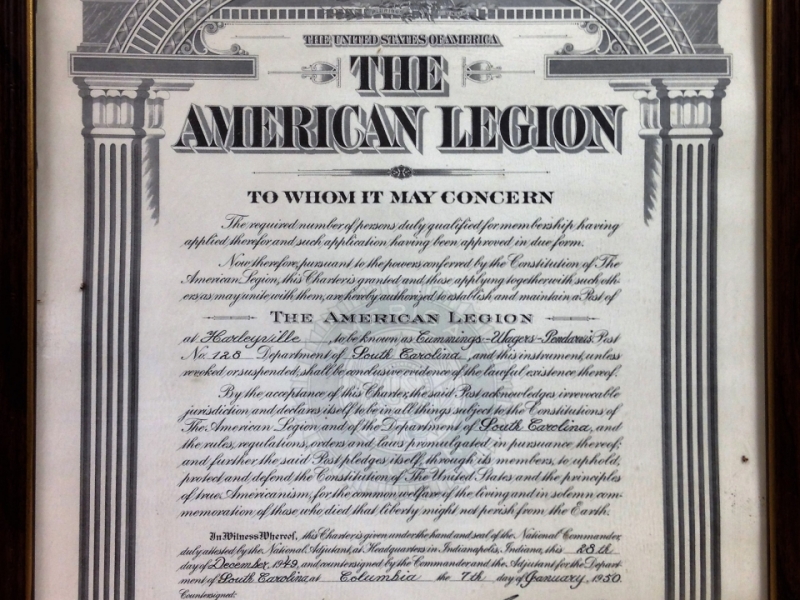 THE UNITED STATES OF AMERICA
THE
AMERICAN LEGION
TO WHOM IT MAY CONCERN
The required number of persons duly qualified for membership having
applied therefor and such application having been approved in due form.
Now, therefore, pursuant to the powers conferred by the Constitution of The
American Legion, this Charter is granted and those applying together with such oth-
ers as may unite with them, are hereby authorized to establish and maintain a Post of
THE AMERICAN LEGION
at Harleyville, to be known as Cummings-Wagers-Pendarvis Post
No. 128 Department of South Carolina, and this instrument, unless
revoked or suspended, shall be conclusive evidence of the lawful existence thereof.
By the acceptance of this Charter, the said Post acknowledges irrevocable
jurisdiction, and declares itself to be in all things subject to the Constitutions of
The American Legion and of the Department of South Carolina, and
the rules, regulations, orders and laws promulgated in pursuance thereof;
and further the said Post pledges itself, through its members, to uphold,
protect and defend the Constitution of The United States and the principles
of true Americanism, for the common welfare of the living and in solemn com-
memoration of those who died that liberty might not perish from the Earth.
In Witness Whereof, this Charter is given under the hand and seal of the National Commander
duly attested by the National Adjutant, at Headquarters in Indianapolis, Indiana, this 28th
day of December, 1949, and countersigned by the Commander and the Adjutant for the Depart-
ment of South Carolina, at Columbia the 7th day of January, 1950.
Countersigned: